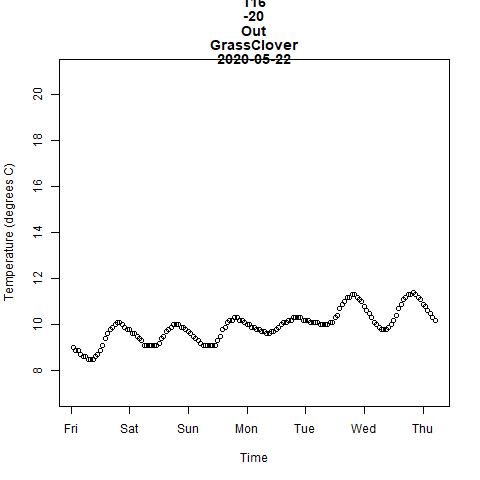 116
-20
Out
GrassClover
2020-05-22
Temperature (degrees C)
20
18
16
14
12
10
8
Fri Sat Sun Mon Tue Wed Thu
Time